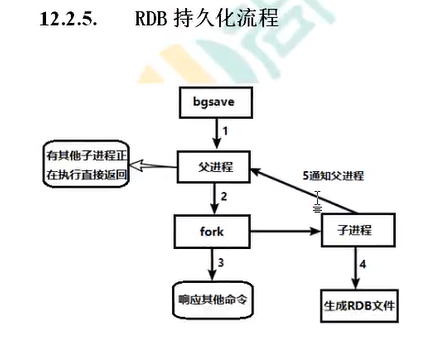 12.2.5. RDB 持久化流程
bgsave
1
有其他子进程正
在执行直接返回
父进程
5通知父进程
2
fork
子进程
3
4
响应其他命令
生成RDB文件